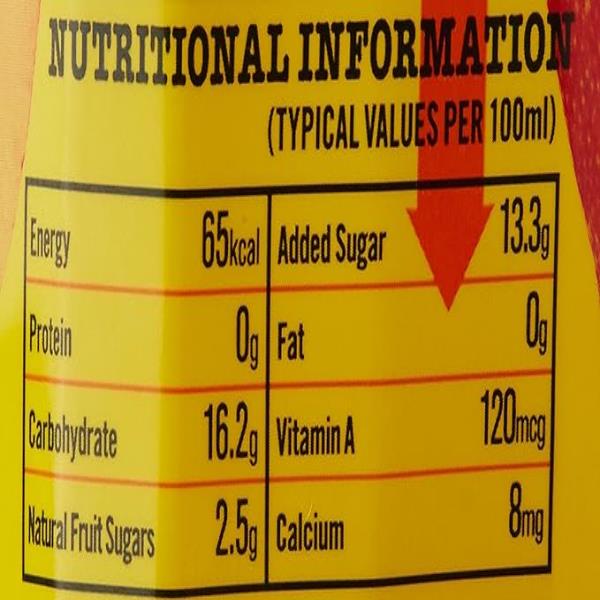 NUTRITIONAL INFORMATION
(TYPICAL VALUES PER 100ml)
Energy 65kcal Added Sugar 13.3g
Protein 0g Fat 0g
Carbohydrate 16.2g Vitamin A 120mcg
Natural Fruit Sugars 2.5g Calcium 8mg